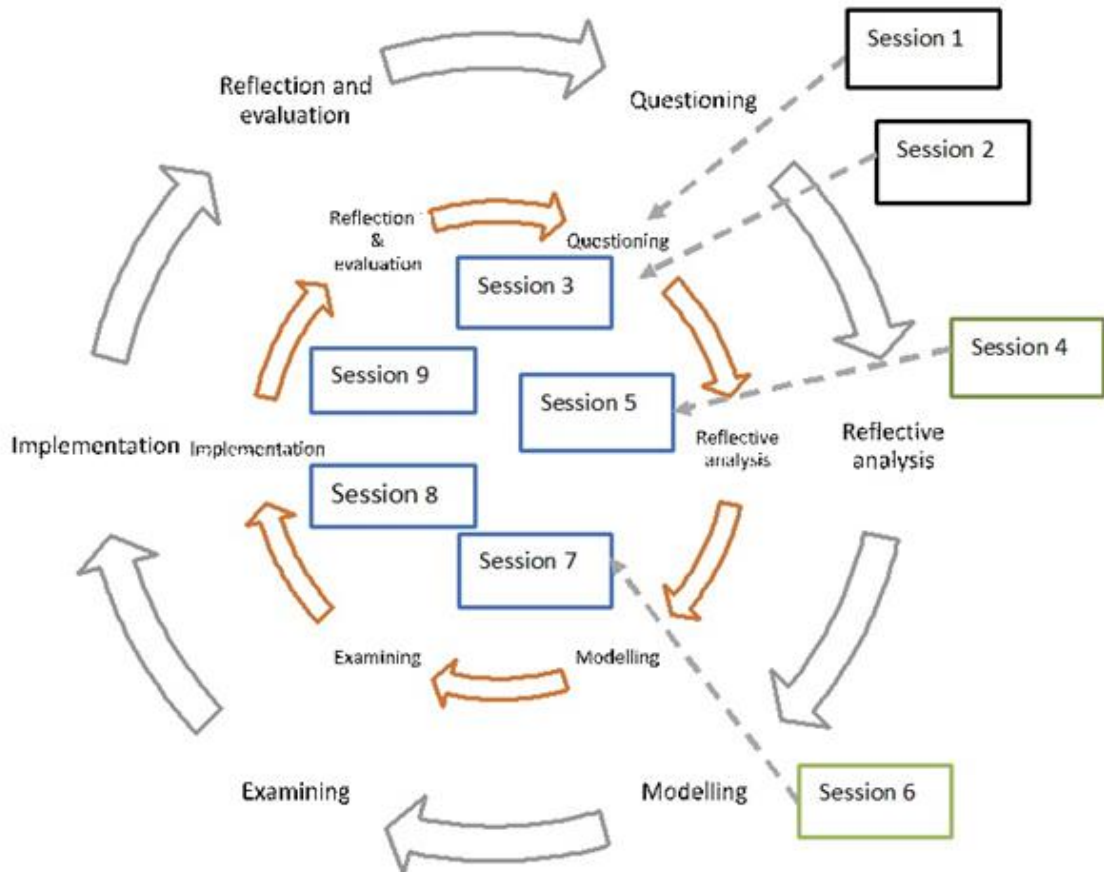 Session 1
Reflection and
evaluation
Questioning
Session 2
Reflection
&
evaluation
Questioning
Session 3
Session 4
Session 9
Session 5
Implementation
Implementation
Reflective
analysis
Reflective
analysis
Session 8
Session 7
Examining
Modelling
Examining
Modelling
Session 6